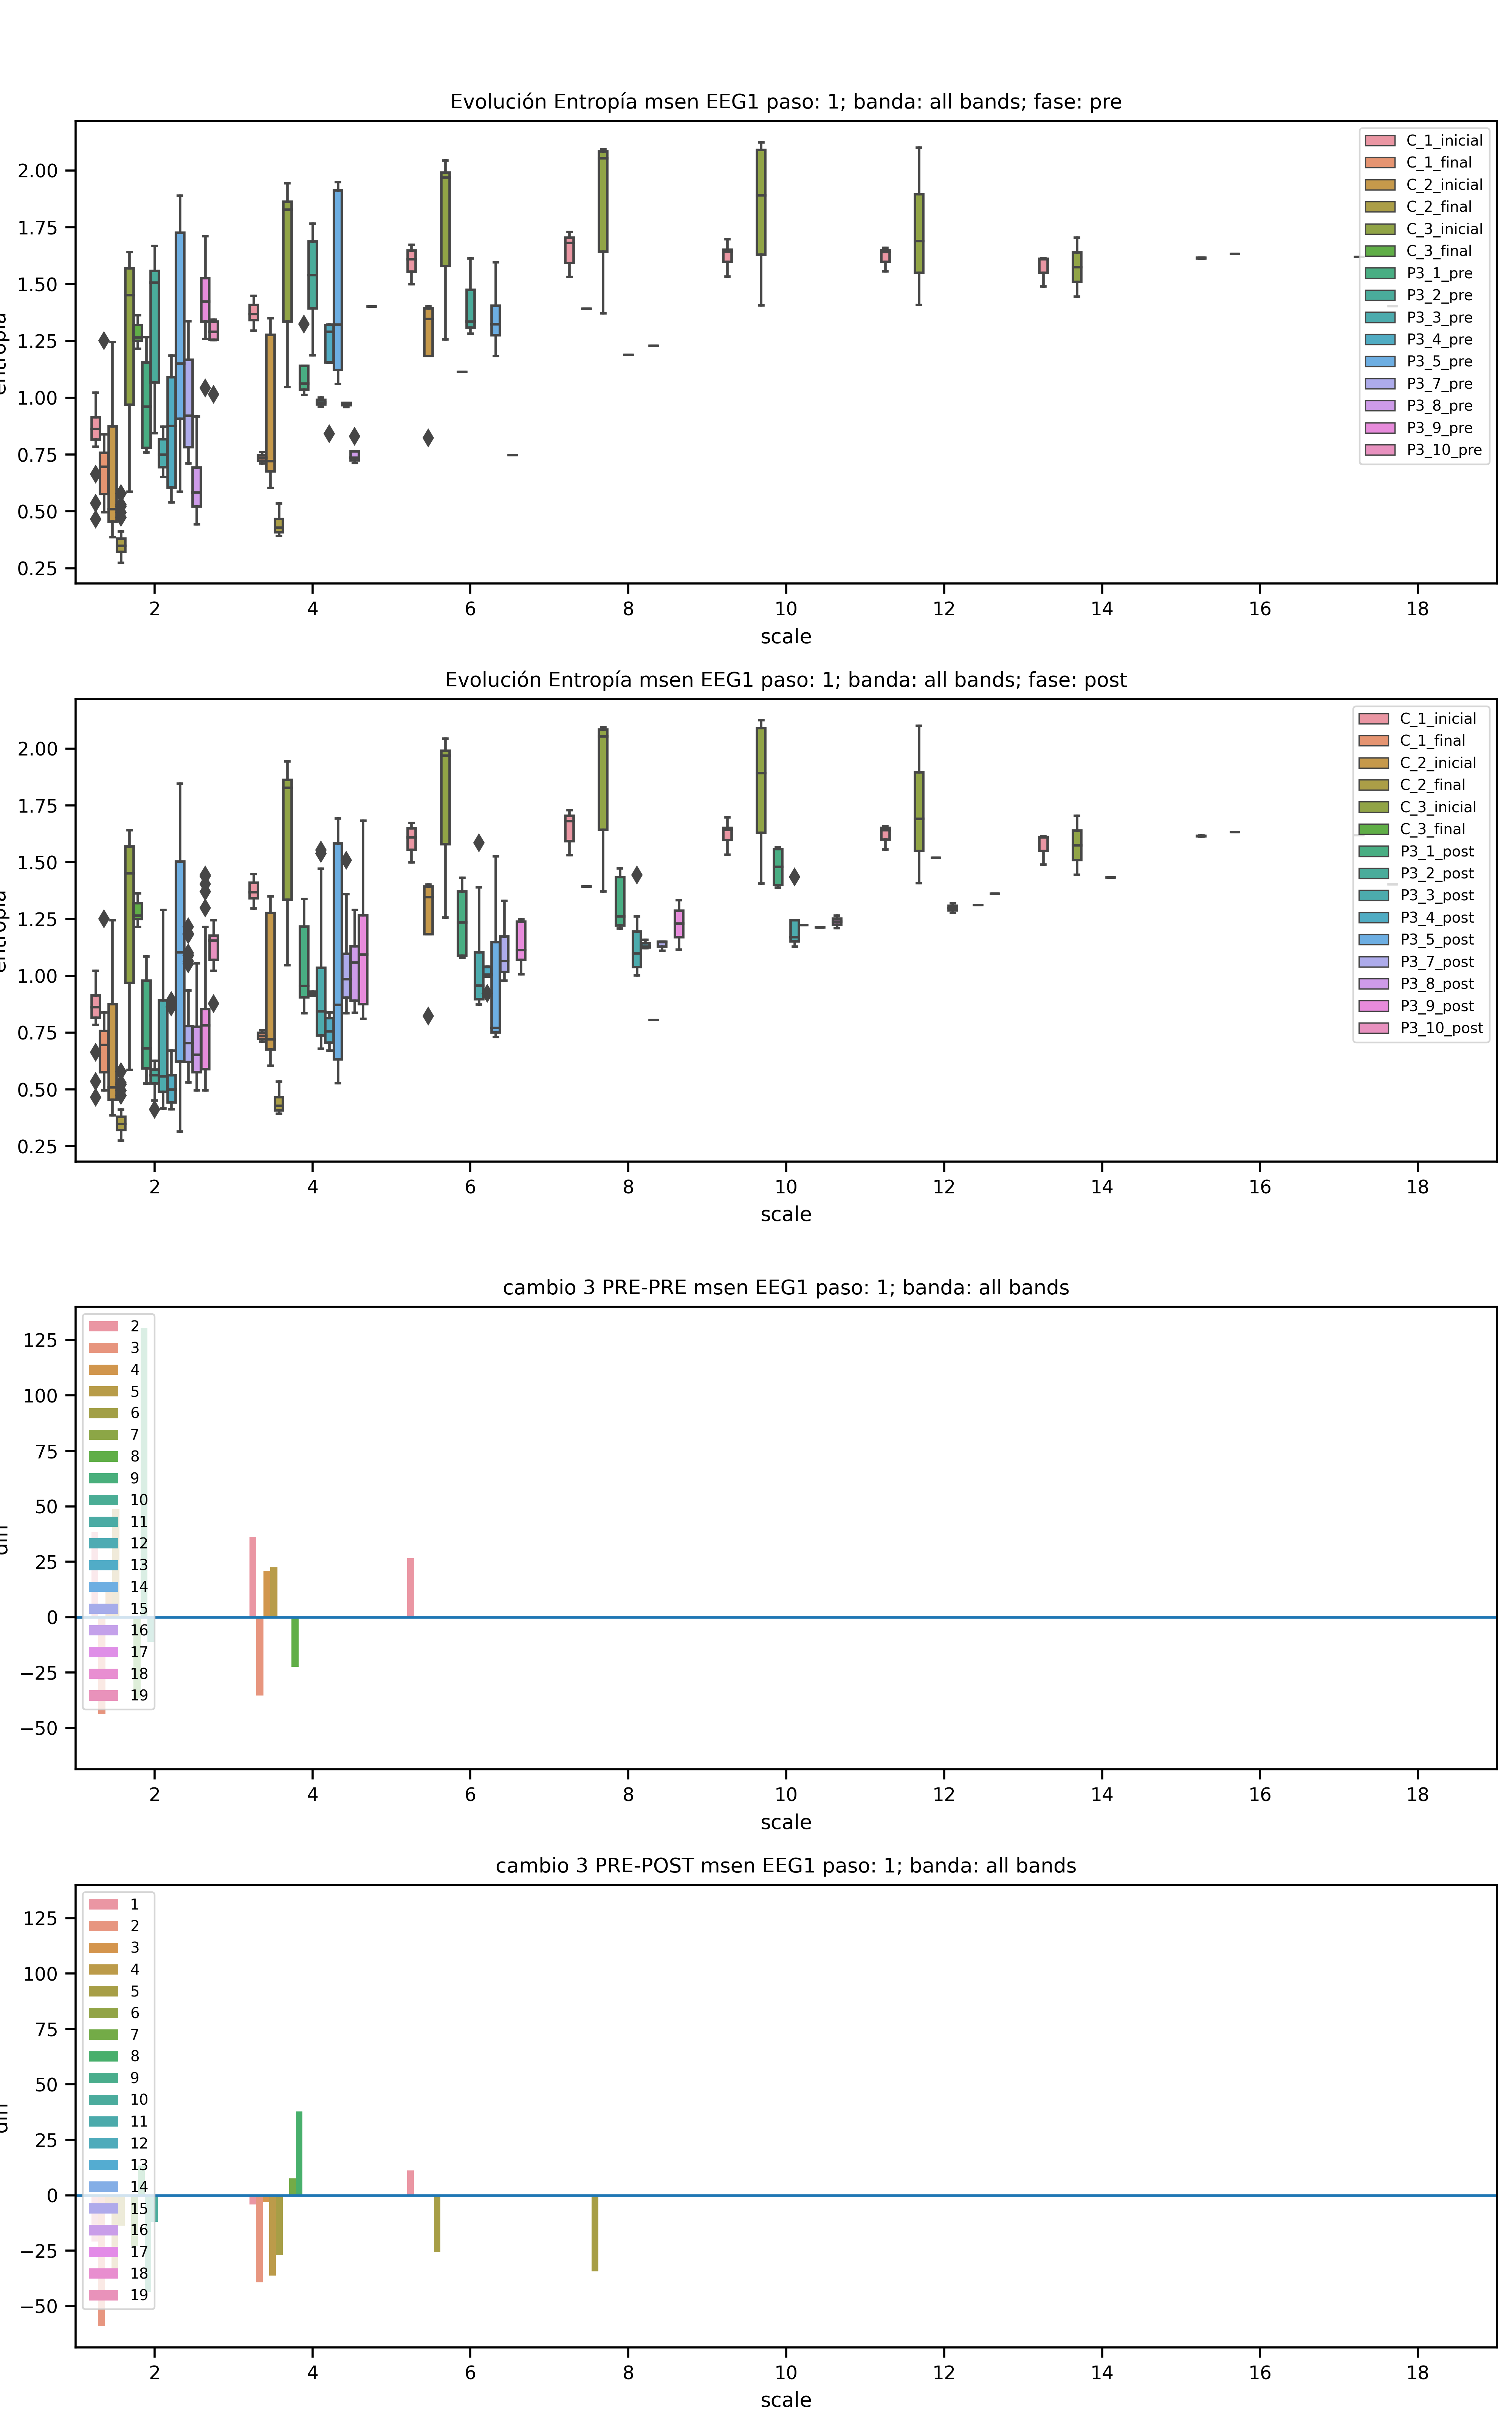 Evolución Entropía msen EEG1 paso: 1; banda: all bands; fase: pre
2.00
1.75
1.50
1.25
1.00
0.75
0.50
0.25
C_1_inicial
C_1_final
C_2_inicial
C_2_final
C_3_inicial
C_3_final
P3_1_pre
P3_2_pre
P3_3_pre
P3_4_pre
P3_5_pre
P3_7_pre
P3_8_pre
P3_9_pre
P3_10_pre
2 4 6 8 10 12 14 16 18
scale
Evolución Entropía msen EEG1 paso: 1; banda: all bands; fase: post
2.00
1.75
1.50
1.25
1.00
0.75
0.50
0.25
C_1_inicial
C_1_final
C_2_inicial
C_2_final
C_3_inicial
C_3_final
P3_1_post
P3_2_post
P3_3_post
P3_4_post
P3_5_post
P3_7_post
P3_8_post
P3_9_post
P3_10_post
2 4 6 8 10 12 14 16 18
scale
cambio 3 PRE-PRE msen EEG1 paso: 1; banda: all bands
125
100
75
50
25
0
−25
−50
2
3
4
5
6
7
8
9
10
11
12
13
14
15
16
17
18
19
2 4 6 8 10 12 14 16 18
scale
cambio 3 PRE-POST msen EEG1 paso: 1; banda: all bands
125
100
75
50
25
0
−25
−50
1
2
3
4
5
6
7
8
9
10
11
12
13
14
15
16
17
18
19
2 4 6 8 10 12 14 16 18
scale